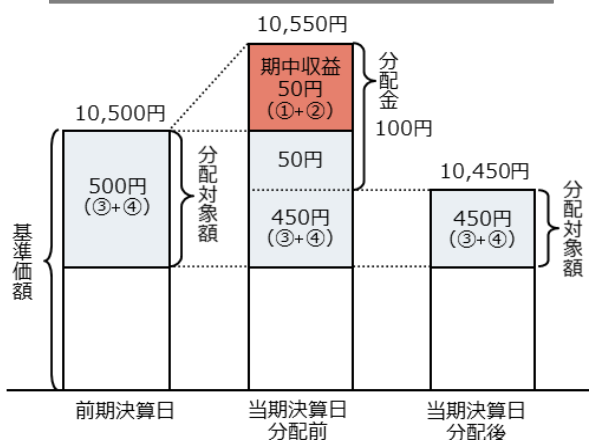 10,550円
期中収益
50円
(①+②)
分配金
100円
10,500円
500円
(③+④)
分配対象額
50円
450円
(③+④)
10,450円
450円
(③+④)
分配対象額
基準価額
前期決算日
当期決算日
分配前
当期決算日
分配後